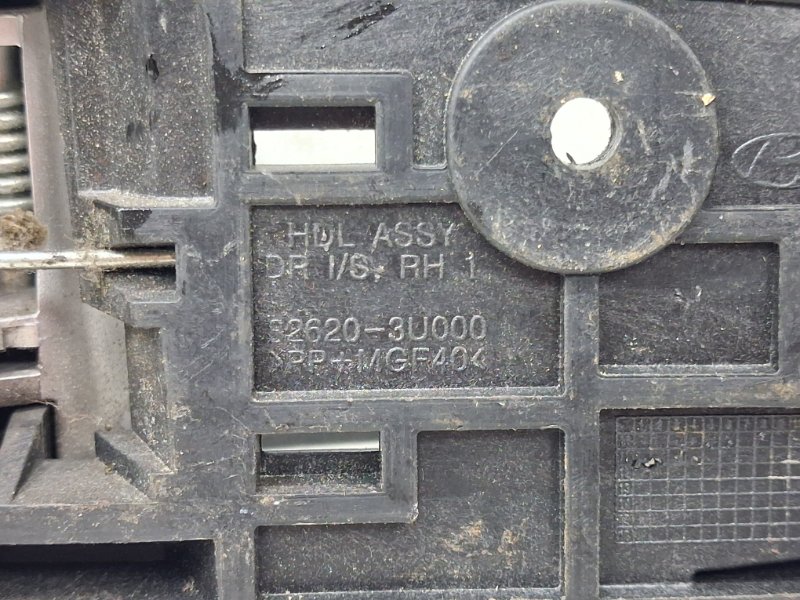 HDL ASSY
DR I/S, RH 1
82620-3U000
>PP+MGF40<